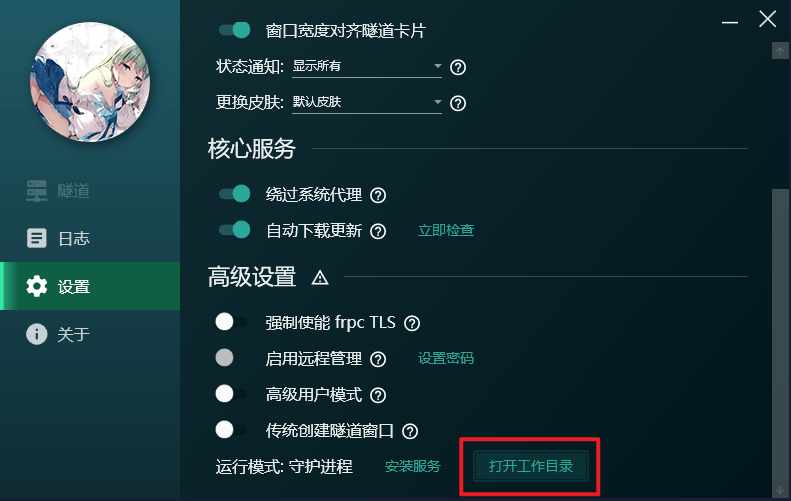 窗口宽度对齐隧道卡片
状态通知: 显示所有
更换皮肤: 默认皮肤
核心服务
绕过系统代理
自动下载更新 立即检查
高级设置
强制使能 frpc TLS
启用远程管理 设置密码
高级用户模式
传统创建隧道窗口
运行模式: 守护进程 安装服务 打开工作目录
隧道
日志
设置
关于